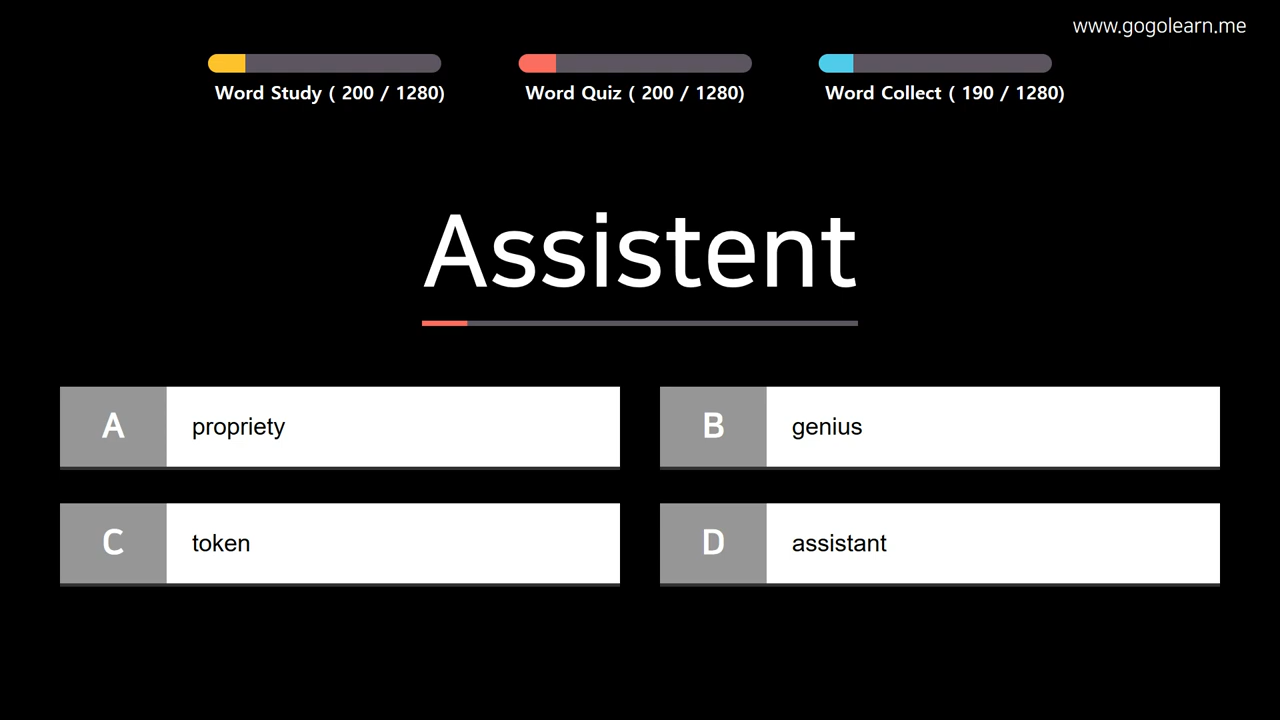 www.gogolearn.me
Word Study ( 200 / 1280)
Word Quiz ( 200 / 1280)
Word Collect ( 190 / 1280)
Assistent
A propriety
B genius
C token
D assistant